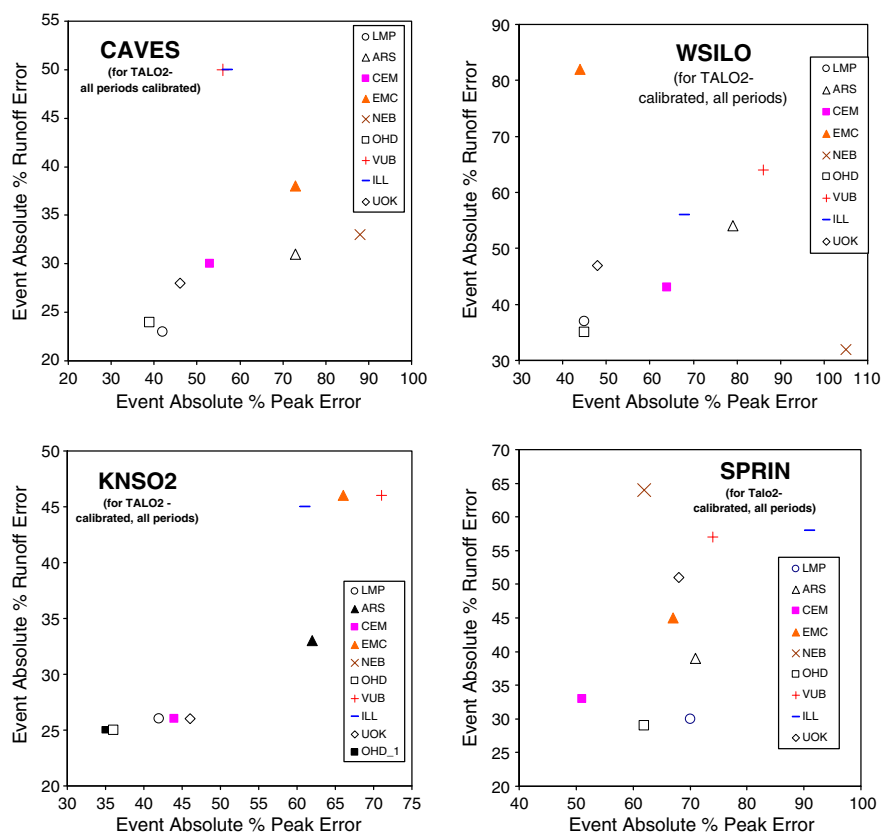 CAVES
(for TALO2-
all periods calibrated)
Event Absolute % Runoff Error
55
50
45
40
35
30
25
20
20 30 40 50 60 70 80 90 100
Event Absolute % Peak Error
LMP
ARS
CEM
EMC
NEB
OHD
VUB
ILL
UOK
WSILO
(for TALO2-
calibrated, all periods)
Event Absolute % Runoff Error
90
80
70
60
50
40
30
30 40 50 60 70 80 90 100 110
Event Absolute % Peak Error
LMP
ARS
CEM
EMC
NEB
OHD
VUB
ILL
UOK
KNSO2
(for TALO2 -
calibrated, all periods)
Event Absolute % Runoff Error
50
45
40
35
30
25
20
30 35 40 45 50 55 60 65 70 75
Event Absolute % Peak Error
LMP
ARS
CEM
EMC
NEB
OHD
VUB
ILL
UOK
OHD_1
SPRIN
(for Talo2-
calibrated, all periods)
Event Absolute % Runoff Error
70
65
60
55
50
45
40
35
30
25
20
40 50 60 70 80 90 100
Event Absolute % Peak Error
LMP
ARS
CEM
EMC
NEB
OHD
VUB
ILL
UOK